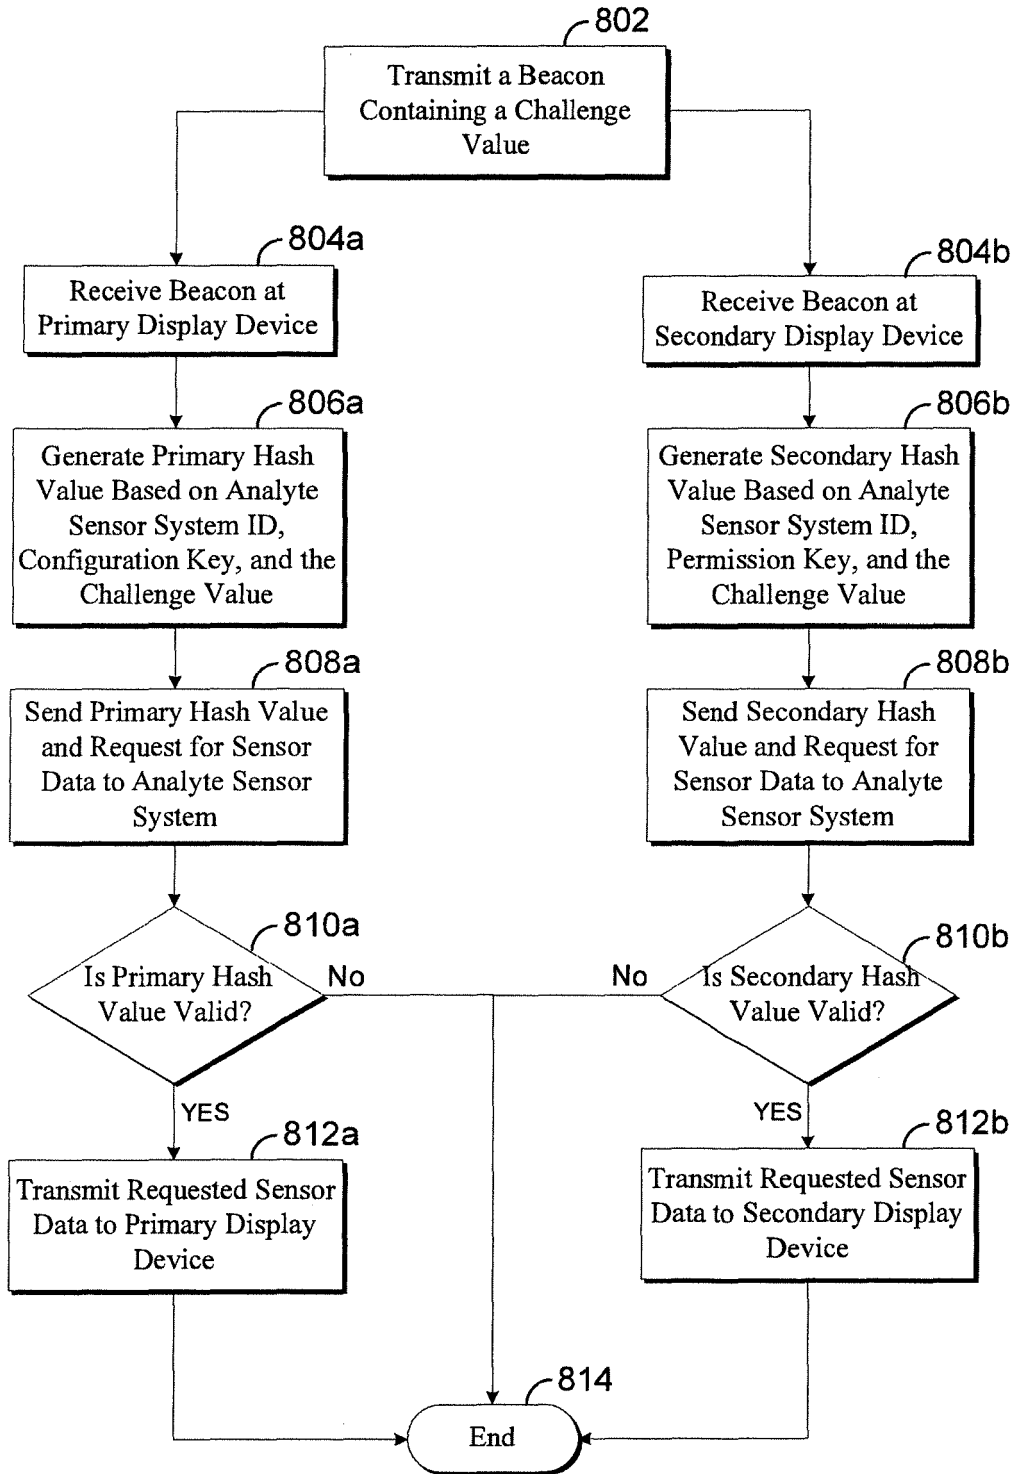 802
Transmit a Beacon
Containing a Challenge
Value
804a
Receive Beacon at
Primary Display Device
804b
Receive Beacon at
Secondary Display Device
806a
Generate Primary Hash
Value Based on Analyte
Sensor System ID,
Configuration Key, and the
Challenge Value
806b
Generate Secondary Hash
Value Based on Analyte
Sensor System ID,
Permission Key, and the
Challenge Value
808a
Send Primary Hash Value
and Request for Sensor
Data to Analyte Sensor
System
808b
Send Secondary Hash
Value and Request for
Sensor Data to Analyte
Sensor System
810a
Is Primary Hash
Value Valid?
No
810b
Is Secondary Hash
Value Valid?
No
YES
812a
Transmit Requested Sensor
Data to Primary Display
Device
YES
812b
Transmit Requested Sensor
Data to Secondary Display
Device
814
End